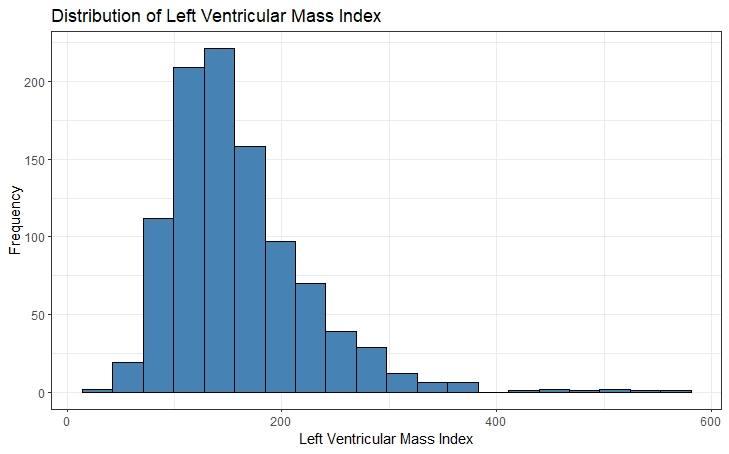 Distribution of Left Ventricular Mass Index
Frequency
200
150
100
50
0
0 200 400 600
Left Ventricular Mass Index